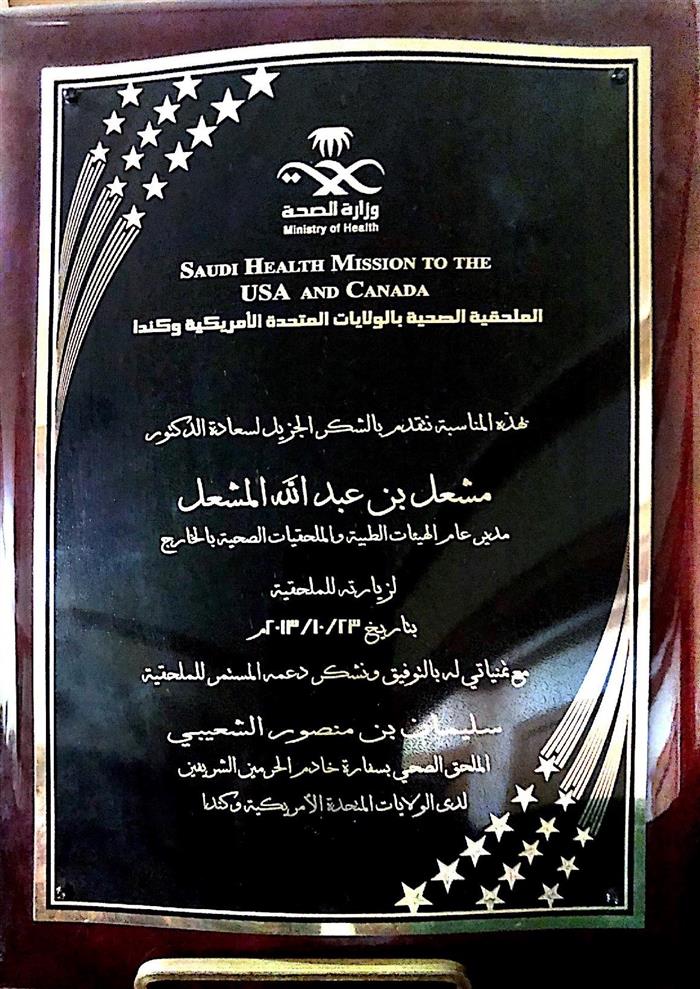 وزارة الصحة
Ministry of Health
SAUDI HEALTH MISSION TO THE
USA AND CANADA
الملحقية الصحية بالولايات المتحدة الأمريكية وكندا
بهذه المناسبة نتقدم بالشكر الجزيل لسعادة الدكتور
مشعل بن عبد الله المشعل
مدير عام الهيئات الطبية والملحقيات الصحية بالخارج
لزيارته للملحقية
بتاريخ ٢٠١٣/١٠/٢٣م
مع تمنياتي له بالتوفيق ونشكر دعمه المستمر للملحقية
سليمان بن منصور الشعيبي
الملحق الصحي بسفارة خادم الحرمين الشريفين
لدى الولايات المتحدة الأمريكية وكندا